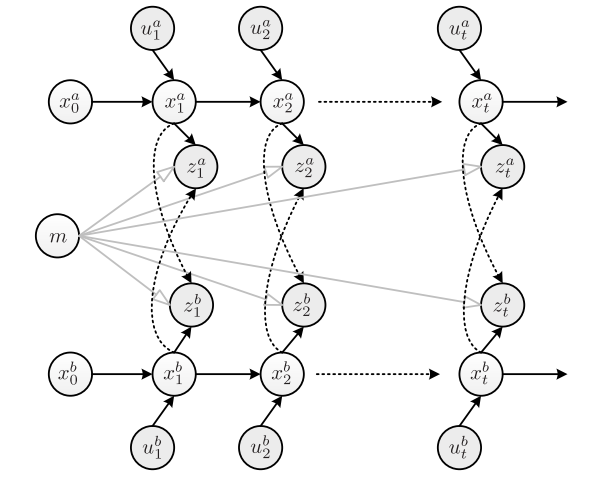 u_1^a u_2^a u_t^a
x_0^a x_1^a x_2^a x_t^a
z_1^a z_2^a z_t^a
m
z_1^b z_2^b z_t^b
x_0^b x_1^b x_2^b x_t^b
u_1^b u_2^b u_t^b